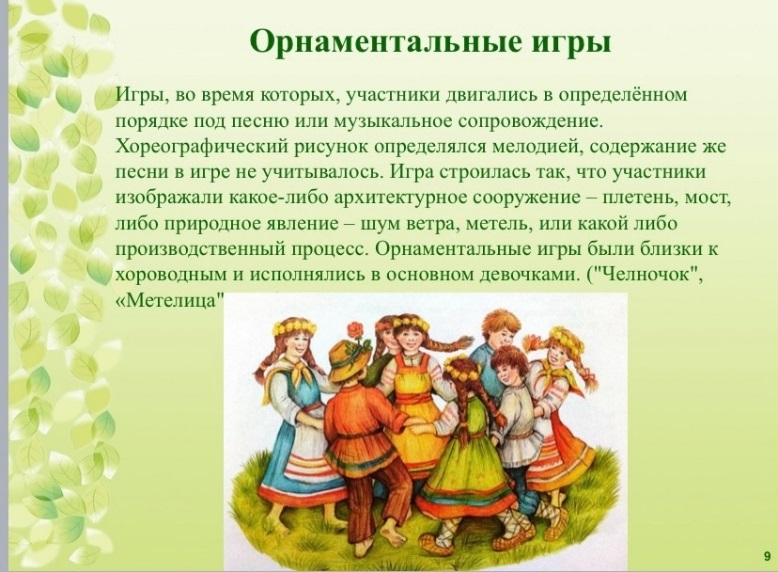 Орнаментальные игры
Игры, во время которых, участники двигались в определённом
порядке под песню или музыкальное сопровождение.
Хореографический рисунок определялся мелодией, содержание же
песни в игре не учитывалось. Игра строилась так, что участники
изображали какое-либо архитектурное сооружение – плетень, мост,
либо природное явление – шум ветра, метель, или какой либо
производственный процесс. Орнаментальные игры были близки к
хороводным и исполнялись в основном девочками. ("Челночок",
«Метелица"
9